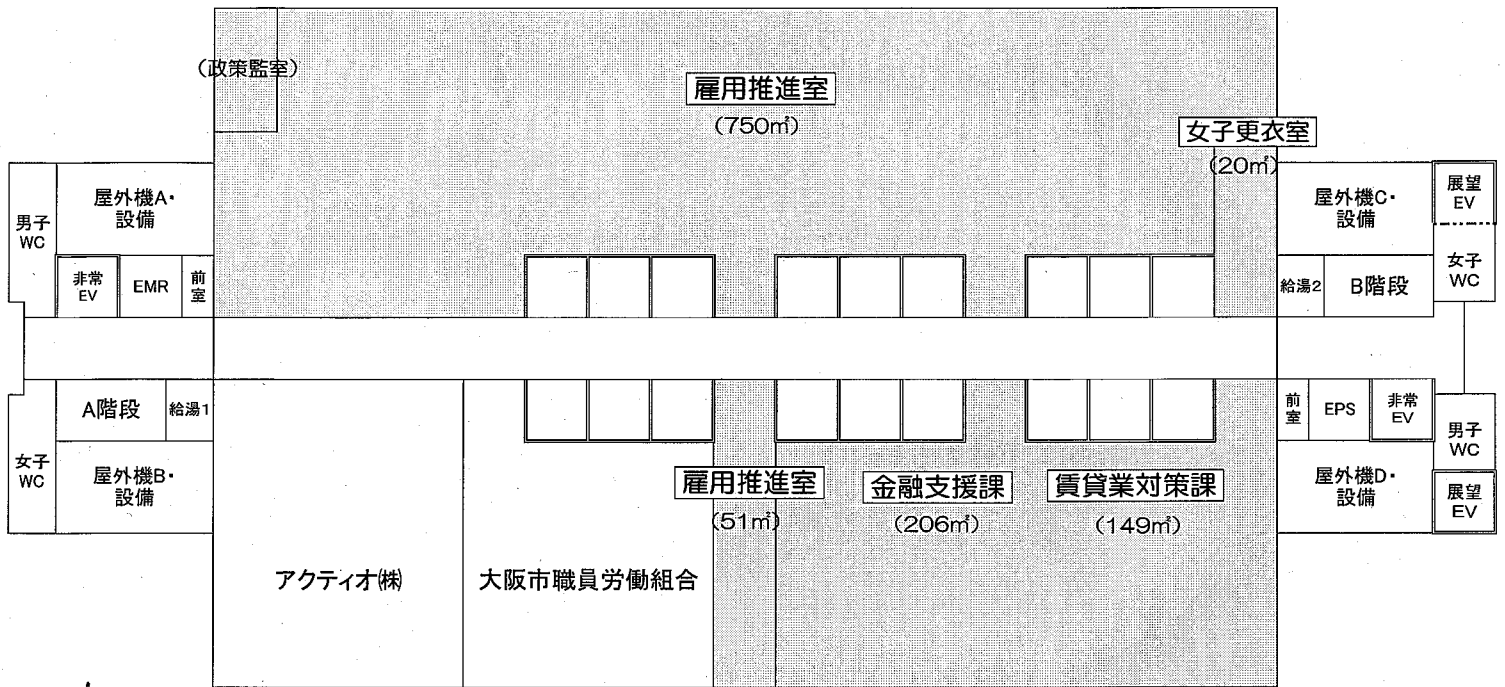 (政策監室)
雇用推進室
(750㎡)
女子更衣室
(20㎡)
男子
WC
屋外機A・
設備
非常
EV
EMR
前
室
屋外機C・
設備
展望
EV
給湯2
B階段
女子
WC
A階段
給湯1
女子
WC
屋外機B・
設備
アクティオ㈱
大阪市職員労働組合
雇用推進室
(51㎡)
金融支援課
(206㎡)
賃貸業対策課
(149㎡)
前
室
EPS
非常
EV
男子
WC
屋外機D・
設備
展望
EV